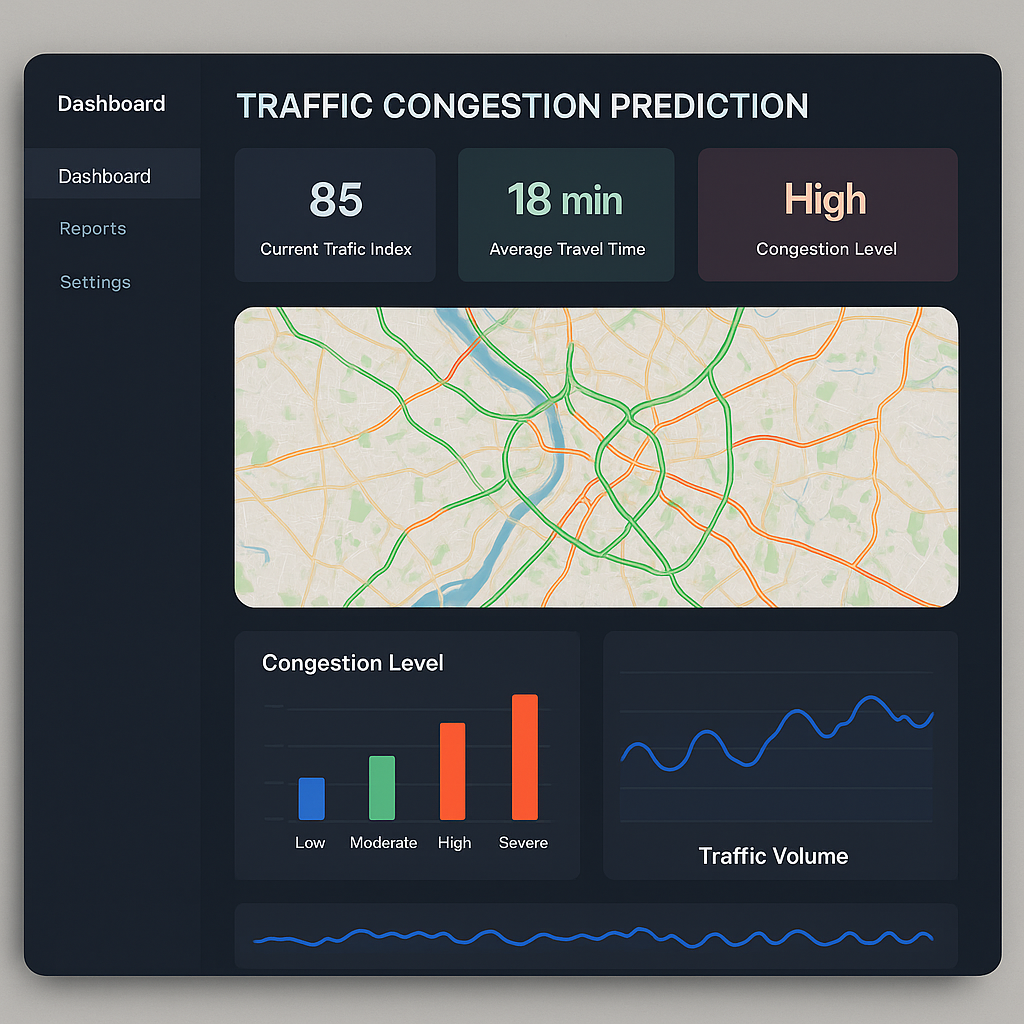 Dashboard
TRAFFIC CONGESTION PREDICTION
Dashboard
Reports
Settings
85
Current Trafic Index
18 min
Average Travel Time
High
Congestion Level
Congestion Level
Low Moderate High Severe
Traffic Volume